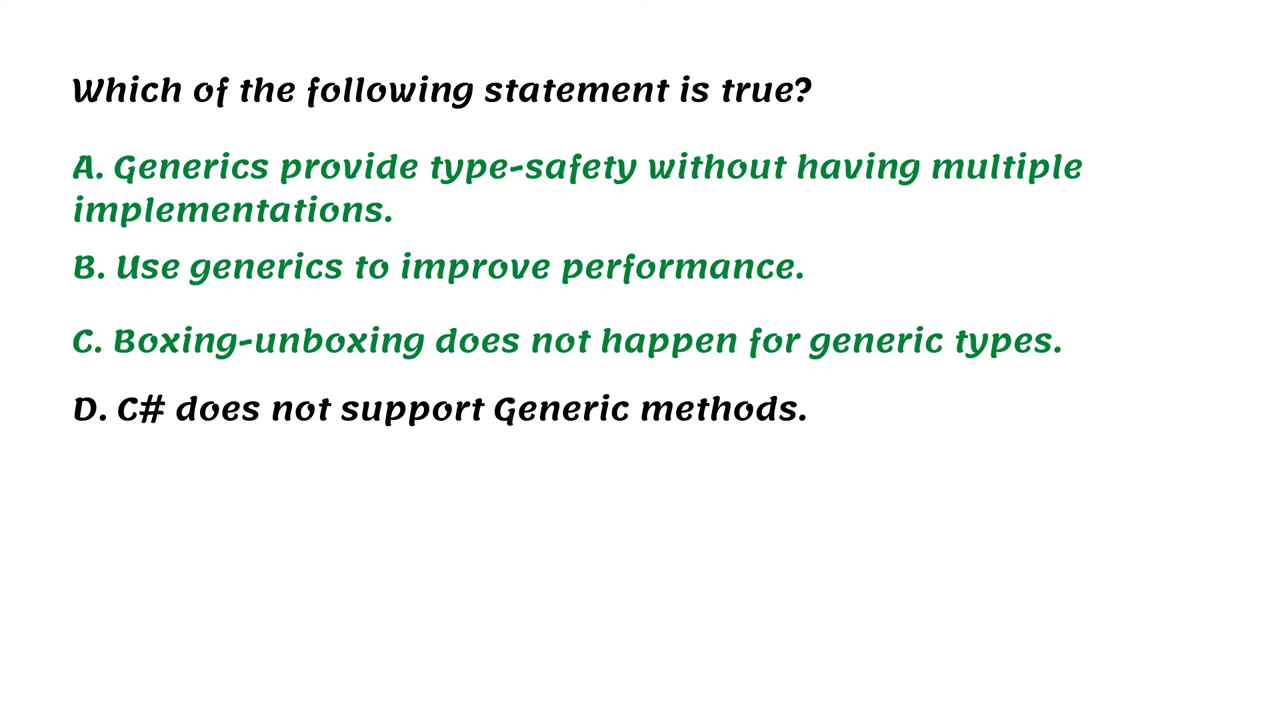 Which of the following statement is true?
A. Generics provide type-safety without having multiple
implementations.
B. Use generics to improve performance.
C. Boxing-unboxing does not happen for generic types.
D. C# does not support Generic methods.